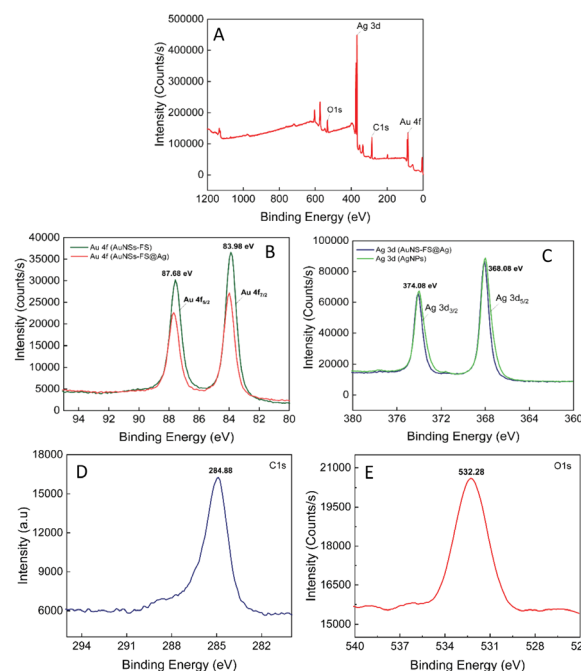 A
Ag 3d
O1s
C1s
Au 4f
Intensity (Counts/s)
500000
400000
300000
200000
100000
0
1200 1000 800 600 400 200 0
Binding Energy (eV)
B
Au 4f (AuNSs-FS)
Au 4f (AuNSs-FS@Ag)
83.98 eV
87.68 eV
Au 4f5/2
Au 4f7/2
Intensity (Counts/s)
40000
35000
30000
25000
20000
15000
10000
5000
0
94 92 90 88 86 84 82 80
Binding Energy (eV)
C
Ag 3d (AuNS-FS@Ag)
Ag 3d (AgNPs)
368.08 eV
374.08 eV
Ag 3d3/2
Ag 3d5/2
Intensity (Counts/s)
100000
80000
60000
40000
20000
0
380 376 372 368 364 360
Binding Energy (eV)
D
C1s
284.88
Intensity (a.u)
18000
15000
12000
9000
6000
294 291 288 285 282
Binding Energy (eV)
E
O1s
532.28
Intensity (Counts/s)
21000
19500
18000
16500
15000
540 537 534 531 528
Binding Energy (eV)